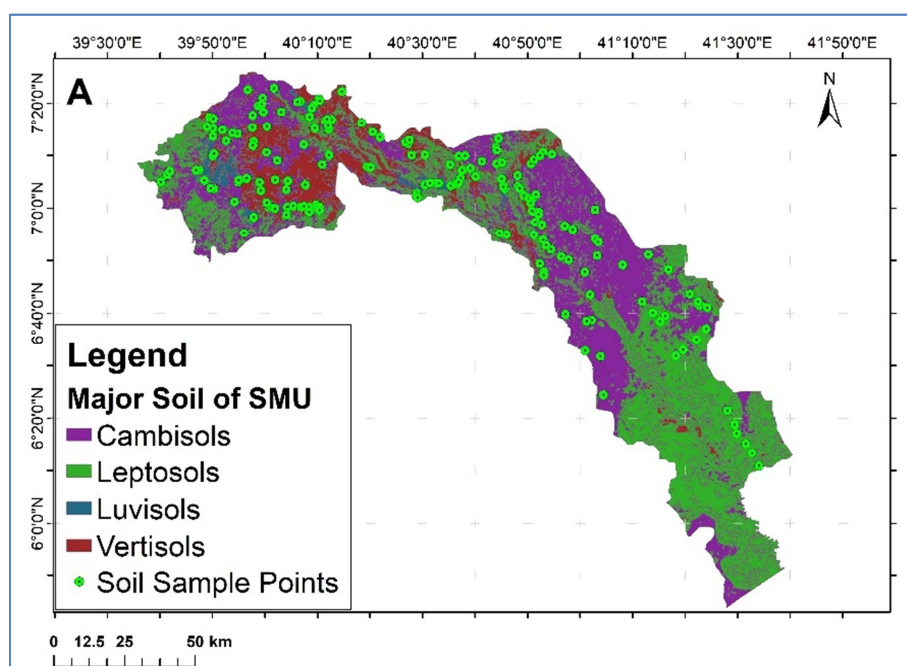 39°30'0"E 39°50'0"E 40°10'0"E 40°30'0"E 40°50'0"E 41°10'0"E 41°30'0"E 41°50'0"E
A
N
7°20'0"N
7°0'0"N
6°40'0"N
6°20'0"N
6°0'0"N
Legend
Major Soil of SMU
Cambisols
Leptosols
Luvisols
Vertisols
Soil Sample Points
0 12.5 25 50 km